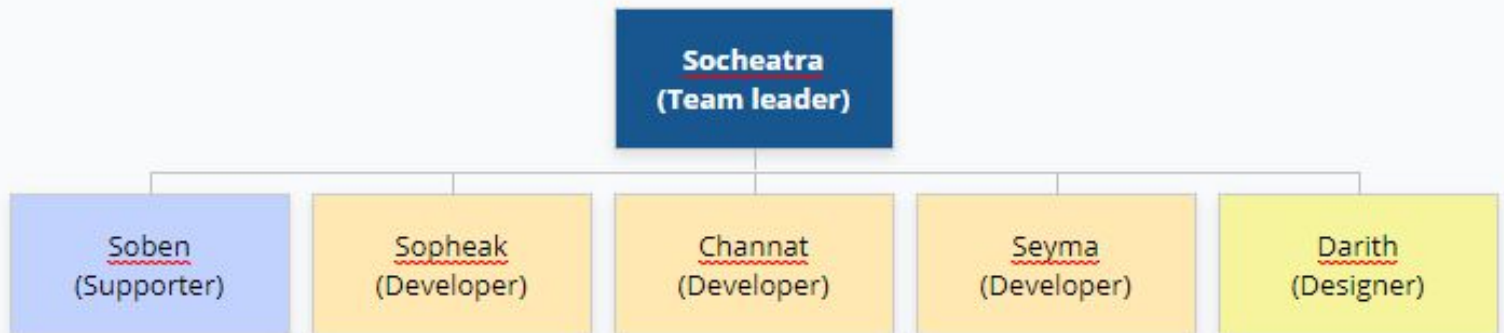 Socheatra
(Team leader)
Soben
(Supporter)
Sopheak
(Developer)
Channat
(Developer)
Seyma
(Developer)
Darith
(Designer)